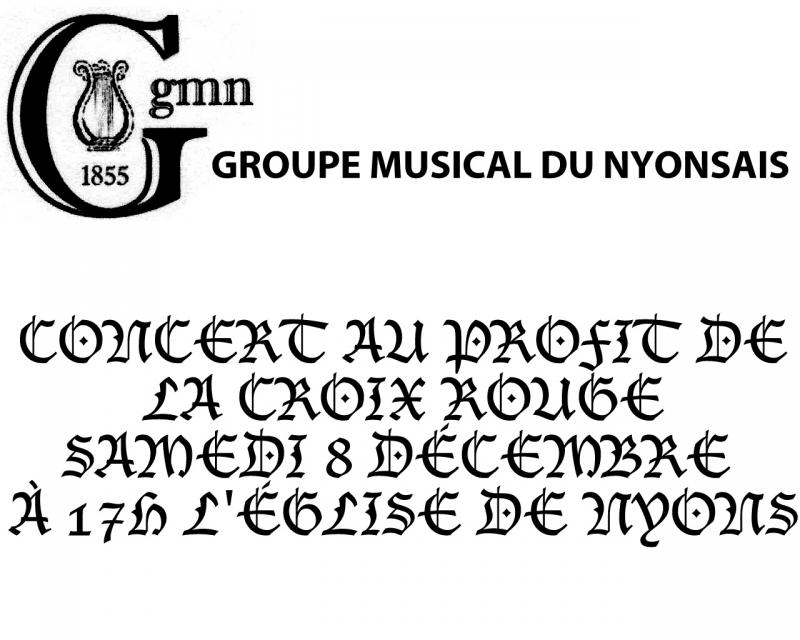 gmn
1855
GROUPE MUSICAL DU NYONSAIS
CONCERT AU PROFIT DE
LA CROIX ROUGE
SAMEDI 8 DÉCEMBRE
À 17H L'ÉGLISE DE NYONS